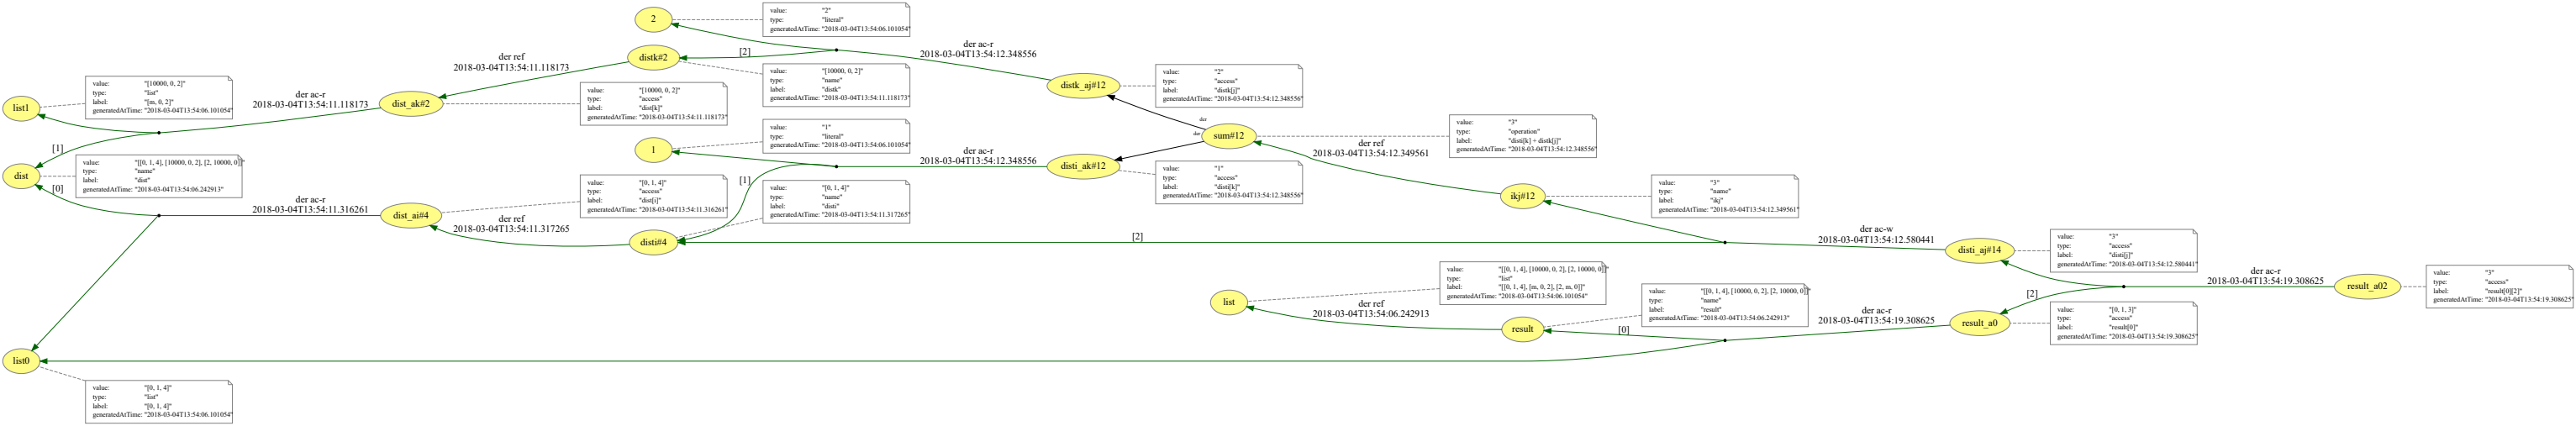 2
value: "2"
type: "literal"
generatedAtTime: "2018-03-04T13:54:06.101054"
der ac-r
2018-03-04T13:54:12.348556
[2]
distk#2
der ref
2018-03-04T13:54:11.118173
value: "[10000, 0, 2]"
type: "name"
label: "distk"
generatedAtTime: "2018-03-04T13:54:11.118173"
distk_aj#12
value: "2"
type: "access"
label: "distk[j]"
generatedAtTime: "2018-03-04T13:54:12.348556"
list1
value: "[10000, 0, 2]"
type: "list"
label: "[m, 0, 2]"
generatedAtTime: "2018-03-04T13:54:06.101054"
der ac-r
2018-03-04T13:54:11.118173
dist_ak#2
value: "[10000, 0, 2]"
type: "access"
label: "dist[k]"
generatedAtTime: "2018-03-04T13:54:11.118173"
[1]
1
value: "1"
type: "literal"
generatedAtTime: "2018-03-04T13:54:06.101054"
der
der
sum#12
value: "3"
type: "operation"
label: "disti[k] + distk[j]"
generatedAtTime: "2018-03-04T13:54:12.348556"
der ref
2018-03-04T13:54:12.349561
der ac-r
2018-03-04T13:54:12.348556
disti_ak#12
value: "1"
type: "access"
label: "disti[k]"
generatedAtTime: "2018-03-04T13:54:12.348556"
dist
value: "[[0, 1, 4], [10000, 0, 2], [2, 10000, 0]]"
type: "name"
label: "dist"
generatedAtTime: "2018-03-04T13:54:06.242913"
[0]
der ac-r
2018-03-04T13:54:11.316261
dist_ai#4
value: "[0, 1, 4]"
type: "access"
label: "dist[i]"
generatedAtTime: "2018-03-04T13:54:11.316261"
[1]
value: "[0, 1, 4]"
type: "name"
label: "disti"
generatedAtTime: "2018-03-04T13:54:11.317265"
der ref
2018-03-04T13:54:11.317265
disti#4
[2]
ikj#12
value: "3"
type: "name"
label: "ikj"
generatedAtTime: "2018-03-04T13:54:12.349561"
der ac-w
2018-03-04T13:54:12.580441
disti_aj#14
value: "3"
type: "access"
label: "disti[j]"
generatedAtTime: "2018-03-04T13:54:12.580441"
der ac-r
2018-03-04T13:54:19.308625
[2]
result_a02
value: "3"
type: "access"
label: "result[0][2]"
generatedAtTime: "2018-03-04T13:54:19.308625"
list
value: "[[0, 1, 4], [10000, 0, 2], [2, 10000, 0]]"
type: "list"
label: "[[0, 1, 4], [m, 0, 2], [2, m, 0]]"
generatedAtTime: "2018-03-04T13:54:06.101054"
der ref
2018-03-04T13:54:06.242913
result
value: "[[0, 1, 4], [10000, 0, 2], [2, 10000, 0]]"
type: "name"
label: "result"
generatedAtTime: "2018-03-04T13:54:06.242913"
[0]
der ac-r
2018-03-04T13:54:19.308625
result_a0
value: "[0, 1, 3]"
type: "access"
label: "result[0]"
generatedAtTime: "2018-03-04T13:54:19.308625"
list0
value: "[0, 1, 4]"
type: "list"
label: "[0, 1, 4]"
generatedAtTime: "2018-03-04T13:54:06.101054"